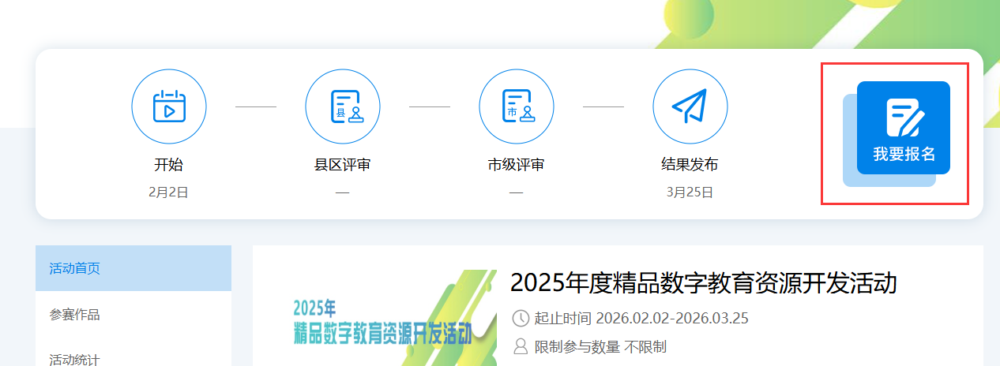 县
市
开始
县区评审
市级评审
结果发布
我要报名
2月2日
—
—
3月25日
活动首页
参赛作品
活动统计
2025年
精品数字教育资源开发活动
2025年度精品数字教育资源开发活动
起止时间 2026.02.02-2026.03.25
限制参与数量 不限制